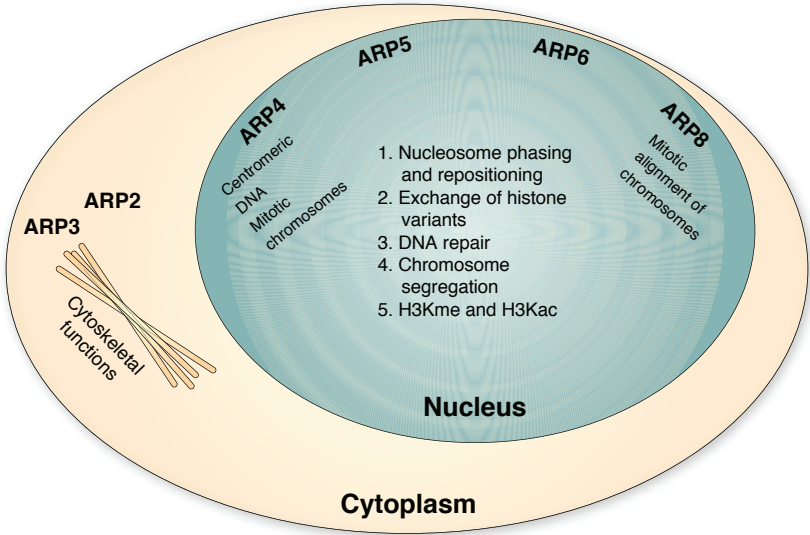 ARP5
ARP6
ARP4
ARP8
Centromeric
DNA
Mitotic
chromosomes
1. Nucleosome phasing
and repositioning
2. Exchange of histone
variants
3. DNA repair
4. Chromosome
segregation
5. H3Kme and H3Kac
Mitotic
alignment of
chromosomes
ARP2
ARP3
Cytoskeletal
functions
Nucleus
Cytoplasm